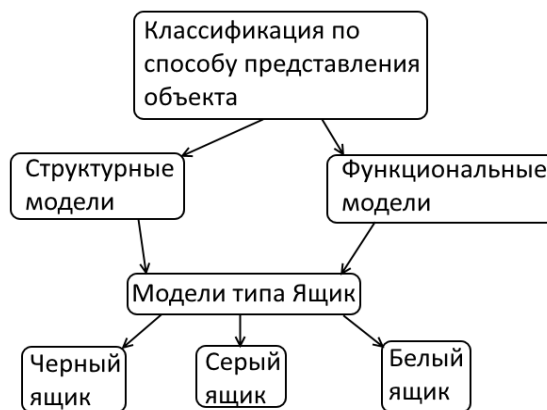 Классификация по
способу представления
объекта
Структурные
модели
Функциональные
модели
Модели типа Ящик
Черный
ящик
Серый
ящик
Белый
ящик